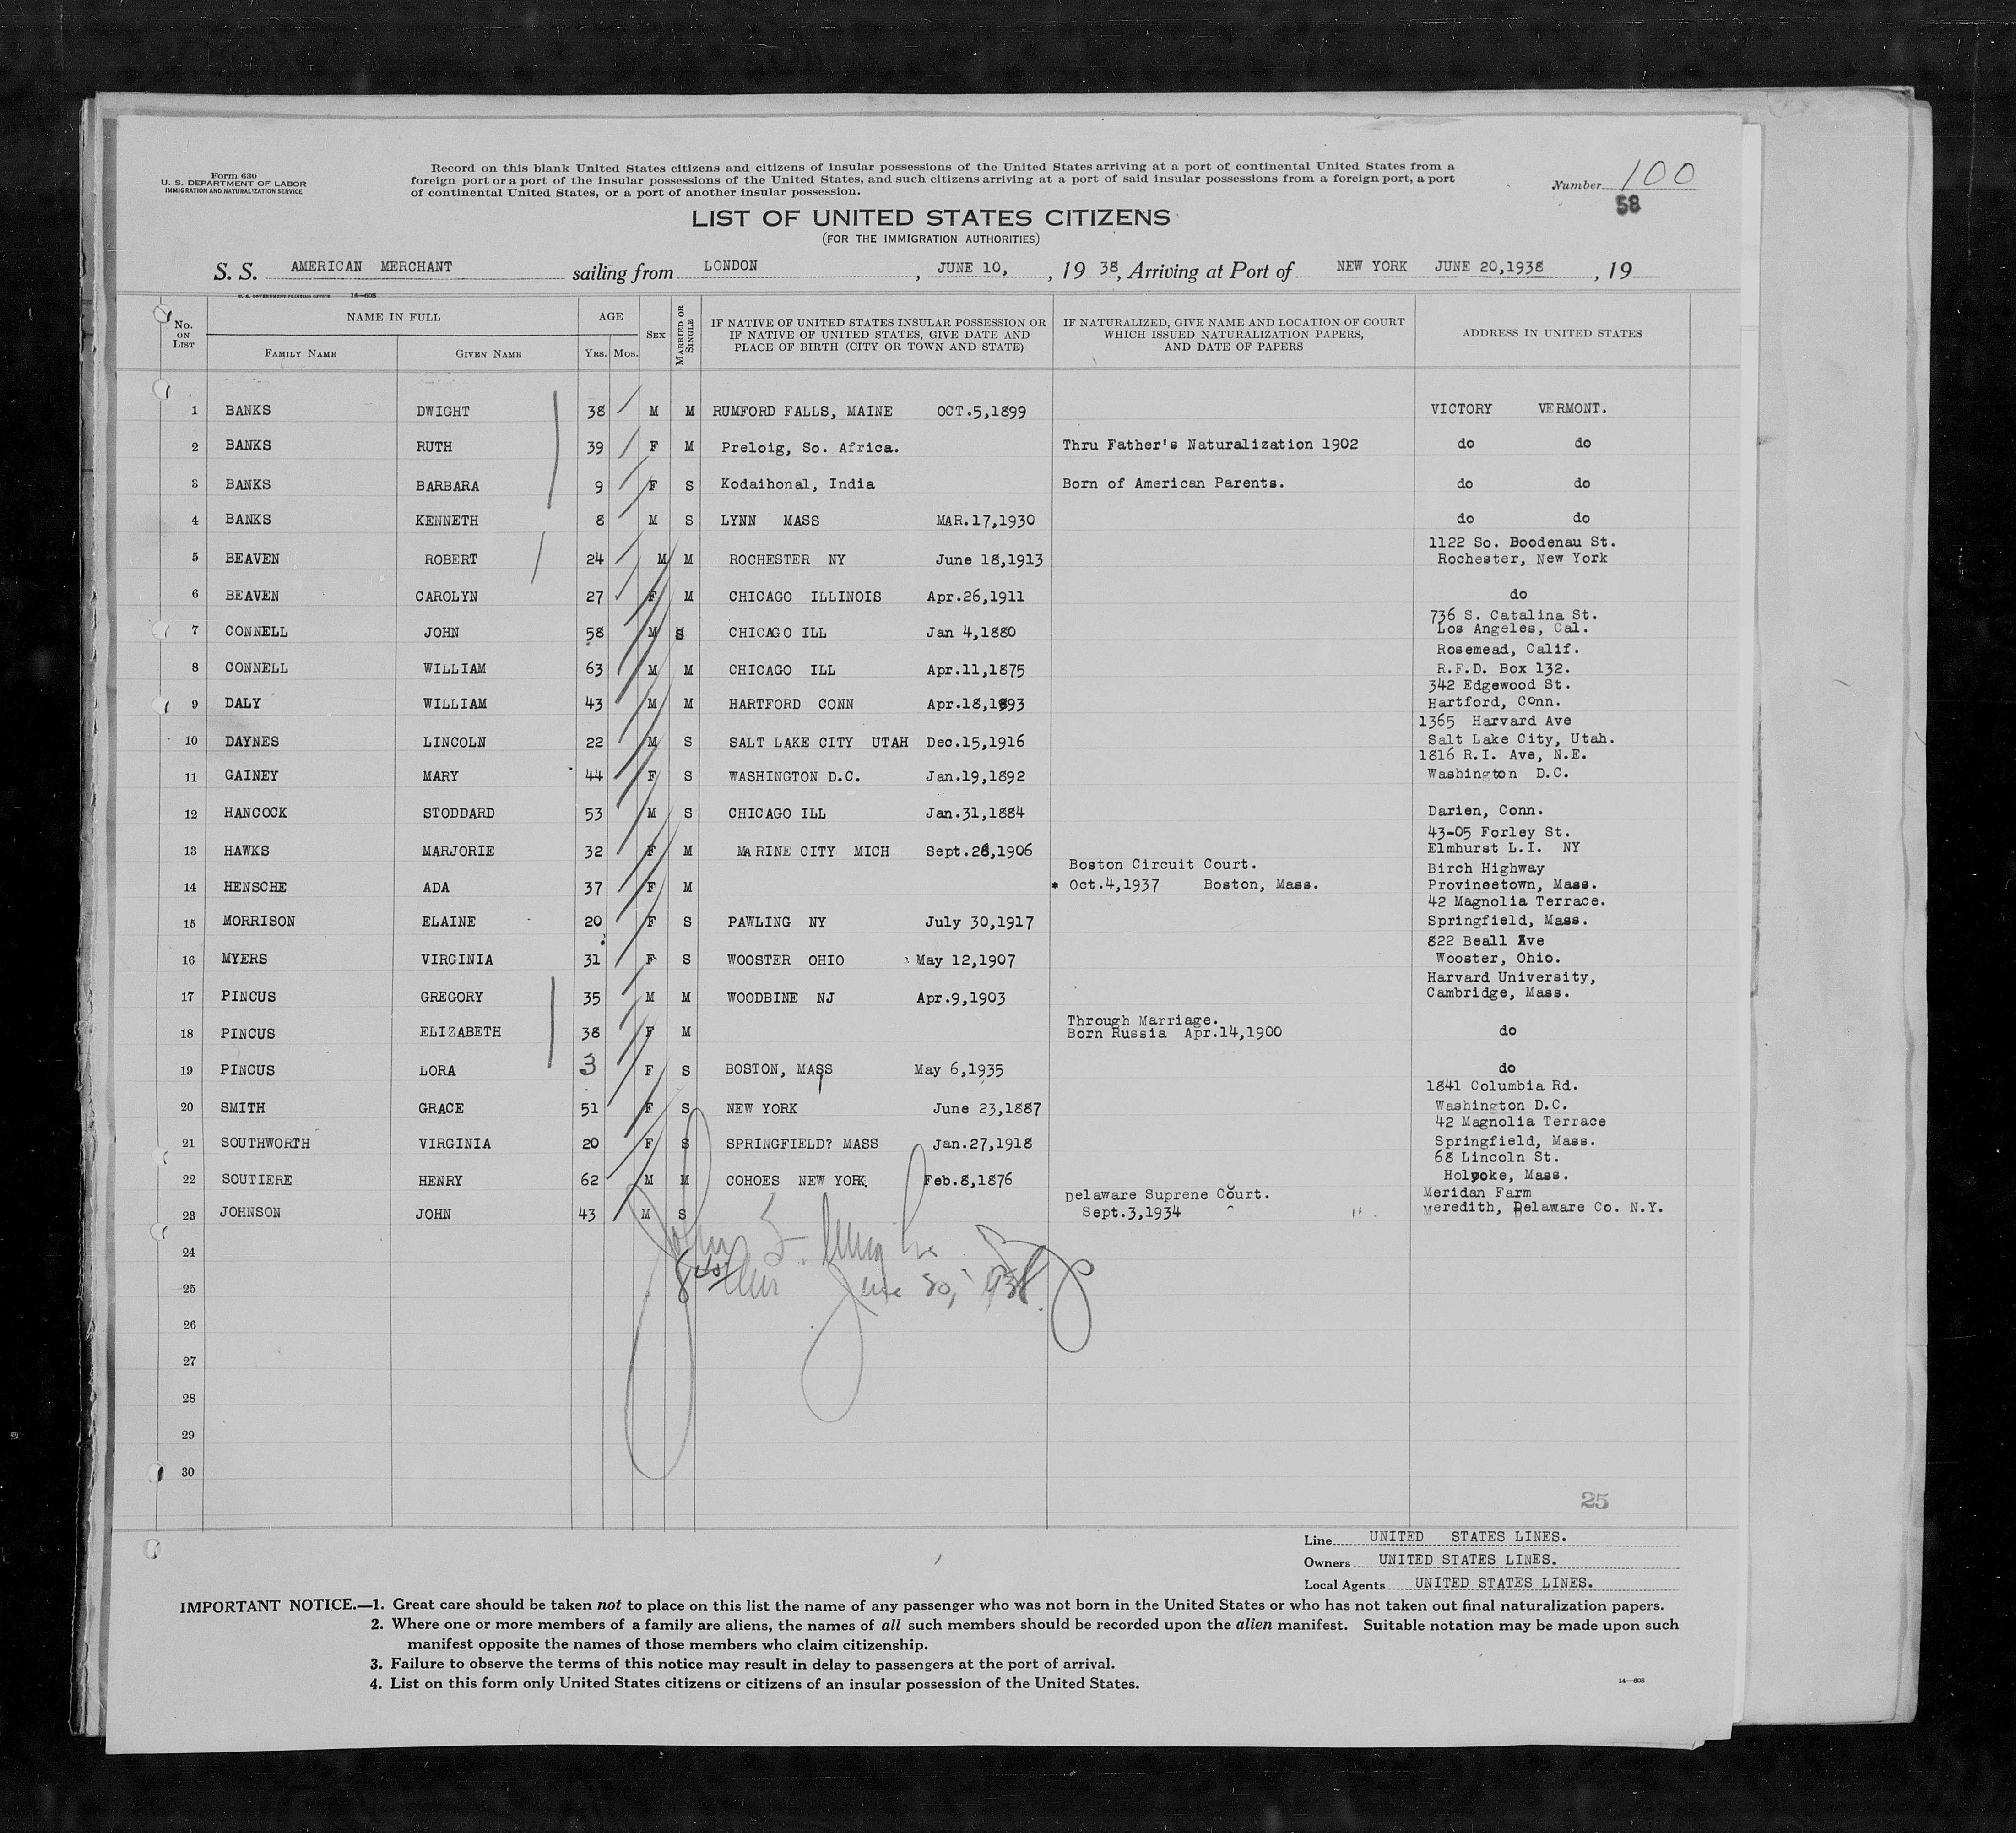 Form 630
U. S. DEPARTMENT OF LABOR
IMMIGRATION AND NATURALIZATION SERVICE
Record on this blank United States citizens and citizens of insular possessions of the United States arriving at a port of continental United States from a
foreign port or a port of the insular possessions of the United States, and such citizens arriving at a port of said insular possessions from a foreign port, a port
of continental United States, or a port of another insular possession.
Number 100
58
LIST OF UNITED STATES CITIZENS
(FOR THE IMMIGRATION AUTHORITIES)
S. S. AMERICAN MERCHANT sailing from LONDON, JUNE 10, , 19 38, Arriving at Port of NEW YORK JUNE 20,1938 , 19
U. S. GOVERNMENT PRINTING OFFICE 14—608
No. ON LIST NAME IN FULL AGE SEX MARRIED OR SINGLE IF NATIVE OF UNITED STATES INSULAR POSSESSION OR IF NATIVE OF UNITED STATES, GIVE DATE AND PLACE OF BIRTH (CITY OR TOWN AND STATE) IF NATURALIZED, GIVE NAME AND LOCATION OF COURT WHICH ISSUED NATURALIZATION PAPERS, AND DATE OF PAPERS ADDRESS IN UNITED STATES
FAMILY NAME GIVEN NAME YRS. MOS.
1 BANKS DWIGHT 38 M M RUMFORD FALLS, MAINE OCT.5,1899 VICTORY VERMONT.
2 BANKS RUTH 39 F M Preloig, So. Africa. Thru Father's Naturalization 1902 do do
3 BANKS BARBARA 9 F S Kodaihonal, India Born of American Parents. do do
4 BANKS KENNETH 8 M S LYNN MASS MAR.17,1930 do do
1122 So. Boodenau St.
5 BEAVEN ROBERT 24 M M ROCHESTER NY June 18,1913 Rochester, New York
6 BEAVEN CAROLYN 27 F M CHICAGO ILLINOIS Apr.26,1911 do
736 S. Catalina St.
7 CONNELL JOHN 58 M S CHICAGO ILL Jan 4,1880 Los Angeles, Cal.
Rosemead, Calif.
8 CONNELL WILLIAM 63 M M CHICAGO ILL Apr.11,1875 R.F.D. Box 132.
342 Edgewood St.
9 DALY WILLIAM 43 M M HARTFORD CONN Apr.18,1893 Hartford, Conn.
1365 Harvard Ave
10 DAYNES LINCOLN 22 M S SALT LAKE CITY UTAH Dec.15,1916 Salt Lake City, Utah.
1816 R.I. Ave, N.E.
11 GAINEY MARY 44 F S WASHINGTON D.C. Jan.19,1892 Washington D.C.
12 HANCOCK STODDARD 53 M S CHICAGO ILL Jan.31,1884 Darien, Conn.
43-05 Forley St.
13 HAWKS MARJORIE 32 F M MARINE CITY MICH Sept.28,1906 Elmhurst L.I. NY
Boston Circuit Court. Birch Highway
14 HENSCHE ADA 37 F M * Oct.4,1937 Boston, Mass. Provincetown, Mass.
42 Magnolia Terrace.
15 MORRISON ELAINE 20 F S PAWLING NY July 30,1917 Springfield, Mass.
822 Beall Ave
16 MYERS VIRGINIA 31 F S WOOSTER OHIO May 12,1907 Wooster, Ohio.
Harvard University,
17 PINCUS GREGORY 35 M M WOODBINE NJ Apr.9,1903 Cambridge, Mass.
Through Marriage.
18 PINCUS ELIZABETH 38 F M Born Russia Apr.14,1900 do
19 PINCUS LORA 3 F S BOSTON, MASS May 6,1935 do
1841 Columbia Rd.
20 SMITH GRACE 51 F S NEW YORK June 23,1887 Washington D.C.
42 Magnolia Terrace
21 SOUTHWORTH VIRGINIA 20 F S SPRINGFIELD? MASS Jan.27,1918 Springfield, Mass.
68 Lincoln St.
22 SOUTIERE HENRY 62 M M COHOES NEW YORK. Feb.8,1876 Holyoke, Mass.
Delaware Suprene Court. Meridan Farm
23 JOHNSON JOHN 43 M S Sept.3,1934 Meredith, Delaware Co. N.Y.
24
25
June 20, 1938
26
27
28
29
30
25
Line UNITED STATES LINES.
Owners UNITED STATES LINES.
Local Agents UNITED STATES LINES.
IMPORTANT NOTICE.—1. Great care should be taken not to place on this list the name of any passenger who was not born in the United States or who has not taken out final naturalization papers.
2. Where one or more members of a family are aliens, the names of all such members should be recorded upon the alien manifest. Suitable notation may be made upon such
manifest opposite the names of those members who claim citizenship.
3. Failure to observe the terms of this notice may result in delay to passengers at the port of arrival.
4. List on this form only United States citizens or citizens of an insular possession of the United States.
14—608